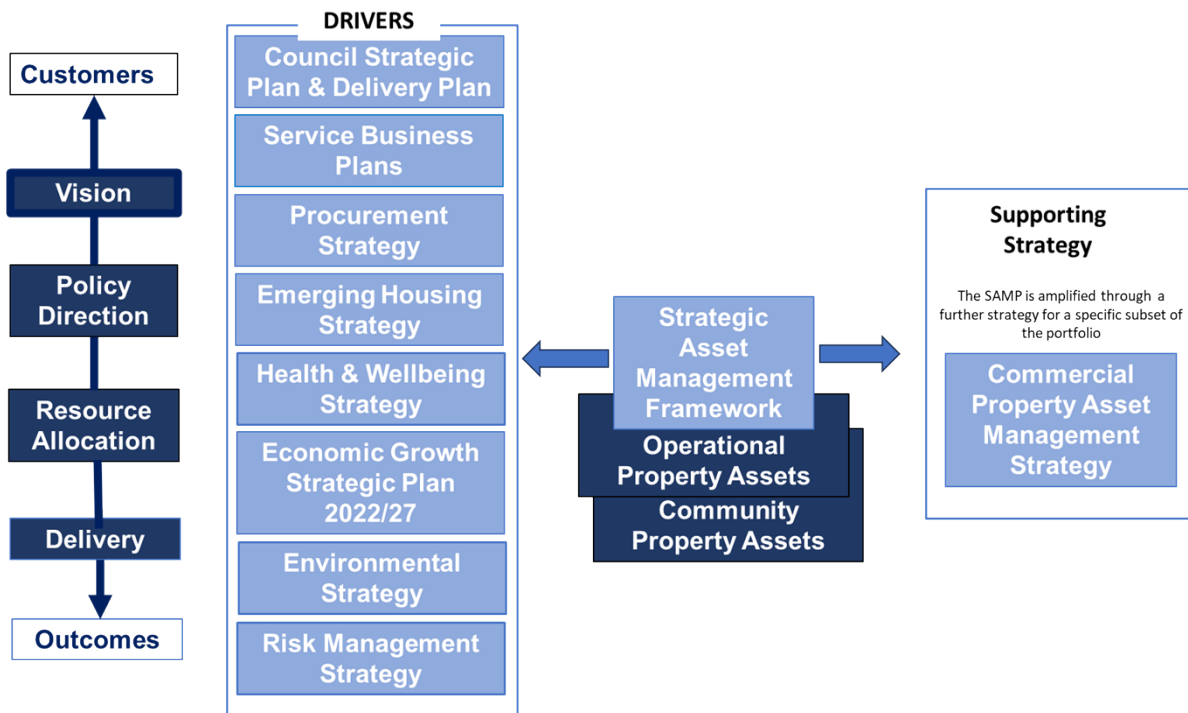 Customers
Vision
Policy
Direction
Resource
Allocation
Delivery
Outcomes
DRIVERS
Council Strategic
Plan & Delivery Plan
Service Business
Plans
Procurement
Strategy
Emerging Housing
Strategy
Health & Wellbeing
Strategy
Economic Growth
Strategic Plan
2022/27
Environmental
Strategy
Risk Management
Strategy
Strategic
Asset
Management
Framework
Operational
Property Assets
Community
Property Assets
Supporting
Strategy
The SAMP is amplified through a
further strategy for a specific subset of
the portfolio
Commercial
Property Asset
Management
Strategy